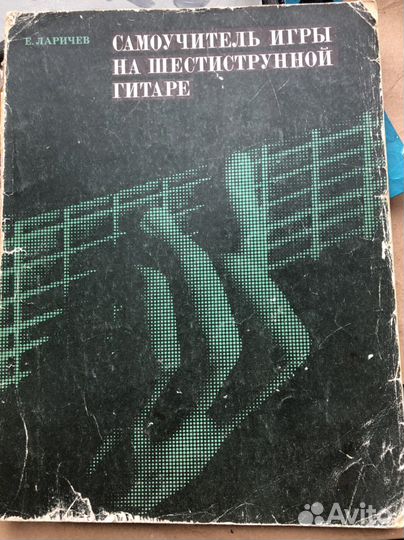 Е. ЛАРИЧЕВ
САМОУЧИТЕЛЬ ИГРЫ
НА ШЕСТИСТРУННОЙ
ГИТАРЕ
Avito